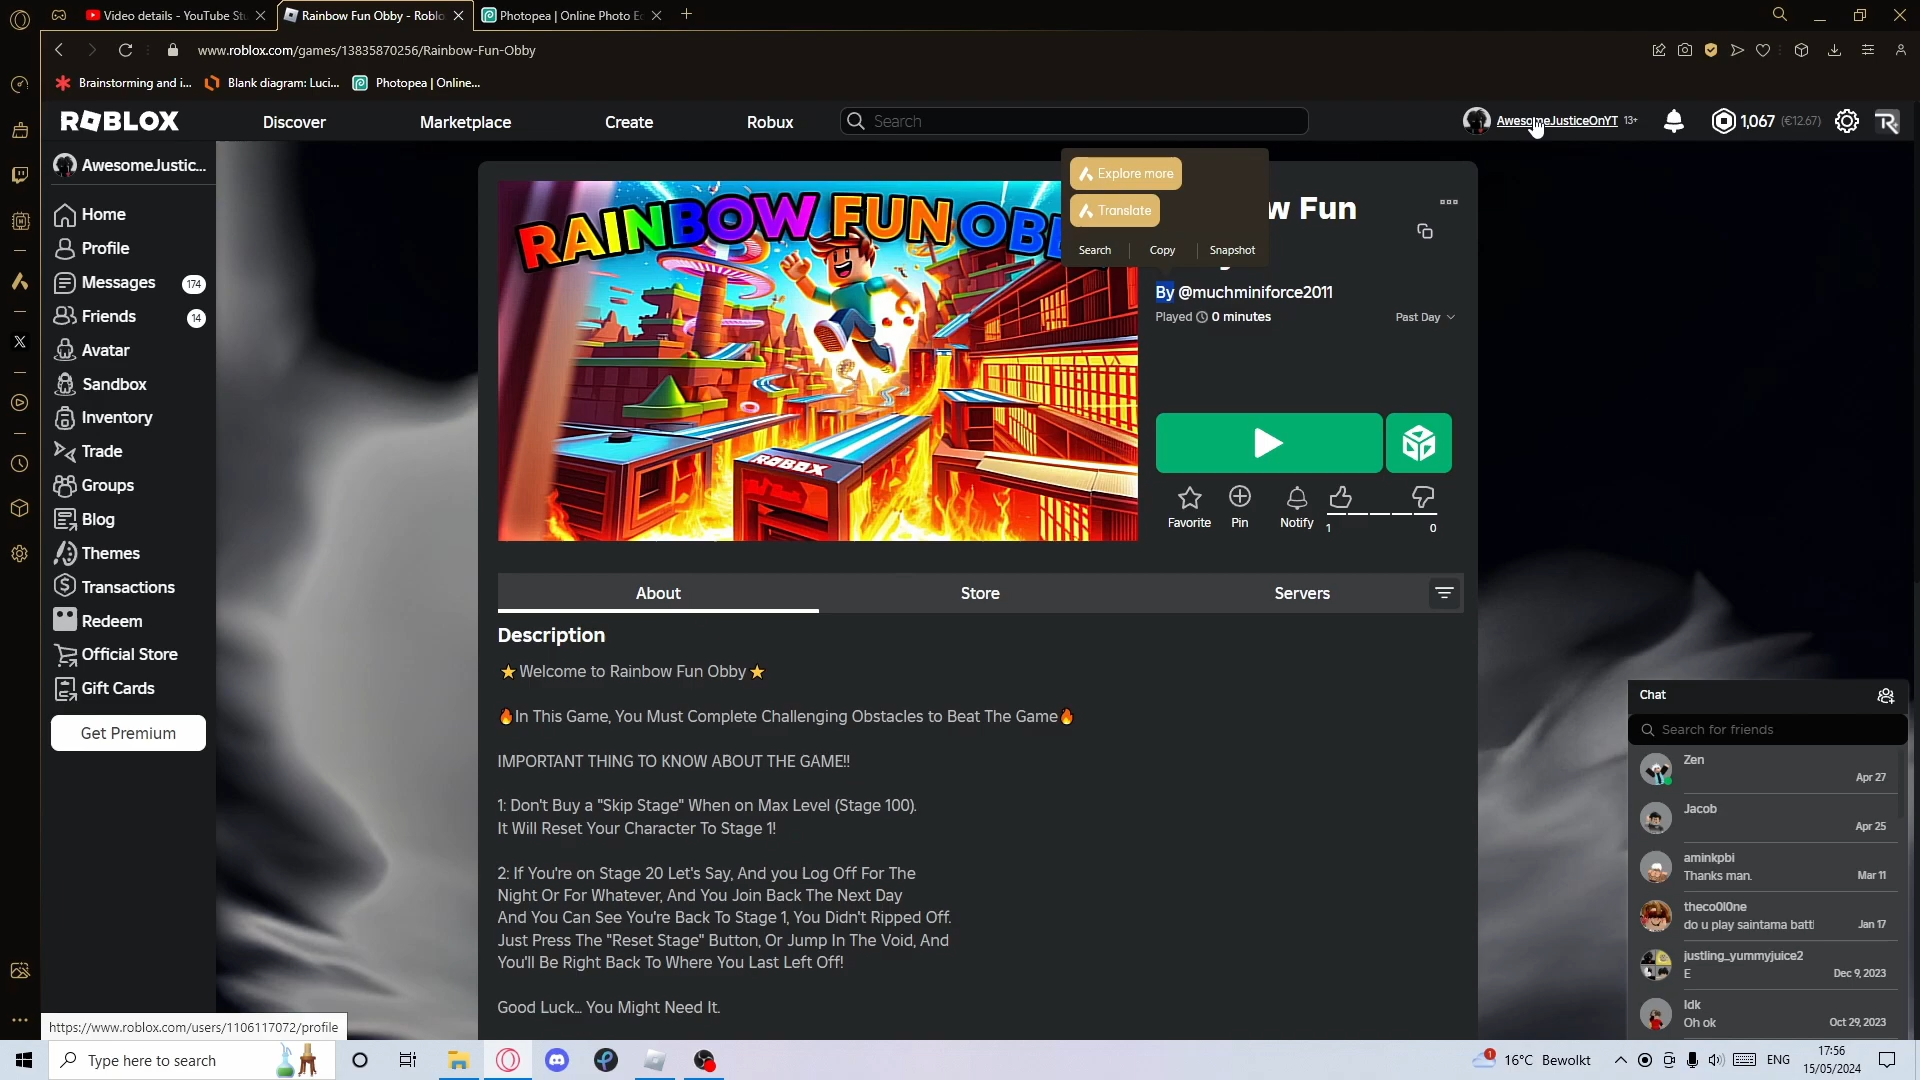 Video details - YouTube Stu
Rainbow Fun Obby - Roblo
Photopea | Online Photo E
www.roblox.com/games/13835870256/Rainbow-Fun-Obby
Brainstorming and i...
Blank diagram: Luci...
Photopea | Online...
ROBLOX
Discover
Marketplace
Create
Robux
Search
AwesomeJusticeOnYT
13+
1,067
(€12.67)
AwesomeJustic...
Home
Profile
Messages
174
Friends
14
Avatar
Sandbox
Inventory
Trade
Groups
Blog
Themes
Transactions
Redeem
Official Store
Gift Cards
Get Premium
RAINBOW FUN OB
ROBOX
Explore more
Translate
Search
Copy
Snapshot
w Fun
By @muchminiforce2011
Played 0 minutes
Past Day
Favorite
Pin
Notify
1
0
About
Store
Servers
Description
⭐Welcome to Rainbow Fun Obby⭐
🔥In This Game, You Must Complete Challenging Obstacles to Beat The Game🔥
IMPORTANT THING TO KNOW ABOUT THE GAME!!
1: Don't Buy a "Skip Stage" When on Max Level (Stage 100).
It Will Reset Your Character To Stage 1!
2: If You're on Stage 20 Let's Say, And you Log Off For The
Night Or For Whatever, And You Join Back The Next Day
And You Can See You're Back To Stage 1, You Didn't Ripped Off.
Just Press The "Reset Stage" Button, Or Jump In The Void, And
You'll Be Right Back To Where You Last Left Off!
Good Luck... You Might Need It.
Chat
Search for friends
Zen
Apr 27
Jacob
Apr 25
aminkpbi
Thanks man.
Mar 11
theco0l0ne
do u play saintama batt
Jan 17
justling_yummyjuice2
E
Dec 9, 2023
Idk
Oh ok
Oct 29, 2023
https://www.roblox.com/users/1106117072/profile
Type here to search
1
16°C Bewolkt
ENG
17:56
15/05/2024